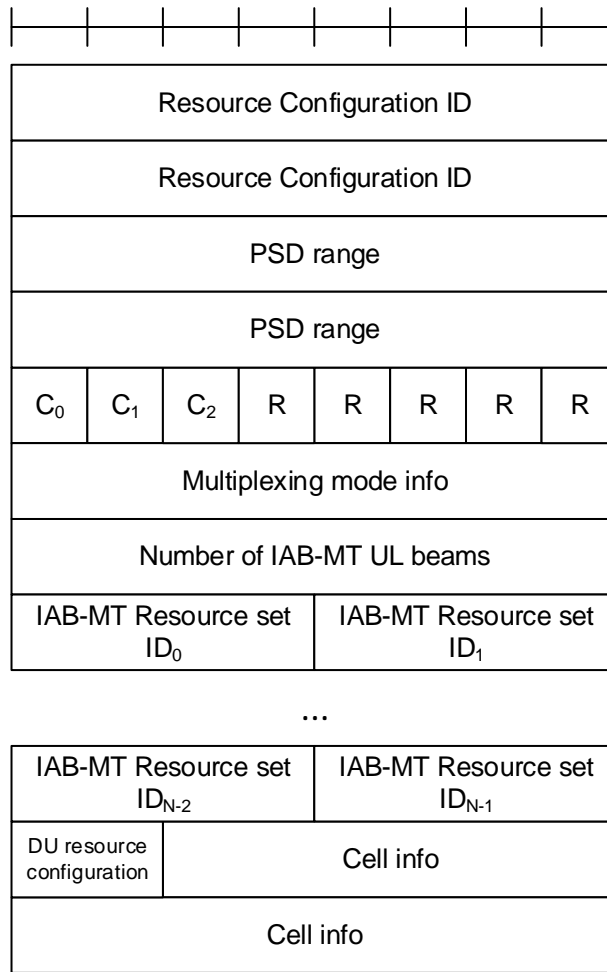 Resource Configuration ID
Resource Configuration ID
PSD range
PSD range
C₀ C₁ C₂ R R R R R
Multiplexing mode info
Number of IAB-MT UL beams
IAB-MT Resource set ID₀
IAB-MT Resource set ID₁
...
IAB-MT Resource set ID_{N-2}
IAB-MT Resource set ID_{N-1}
DU resource configuration
Cell info
Cell info